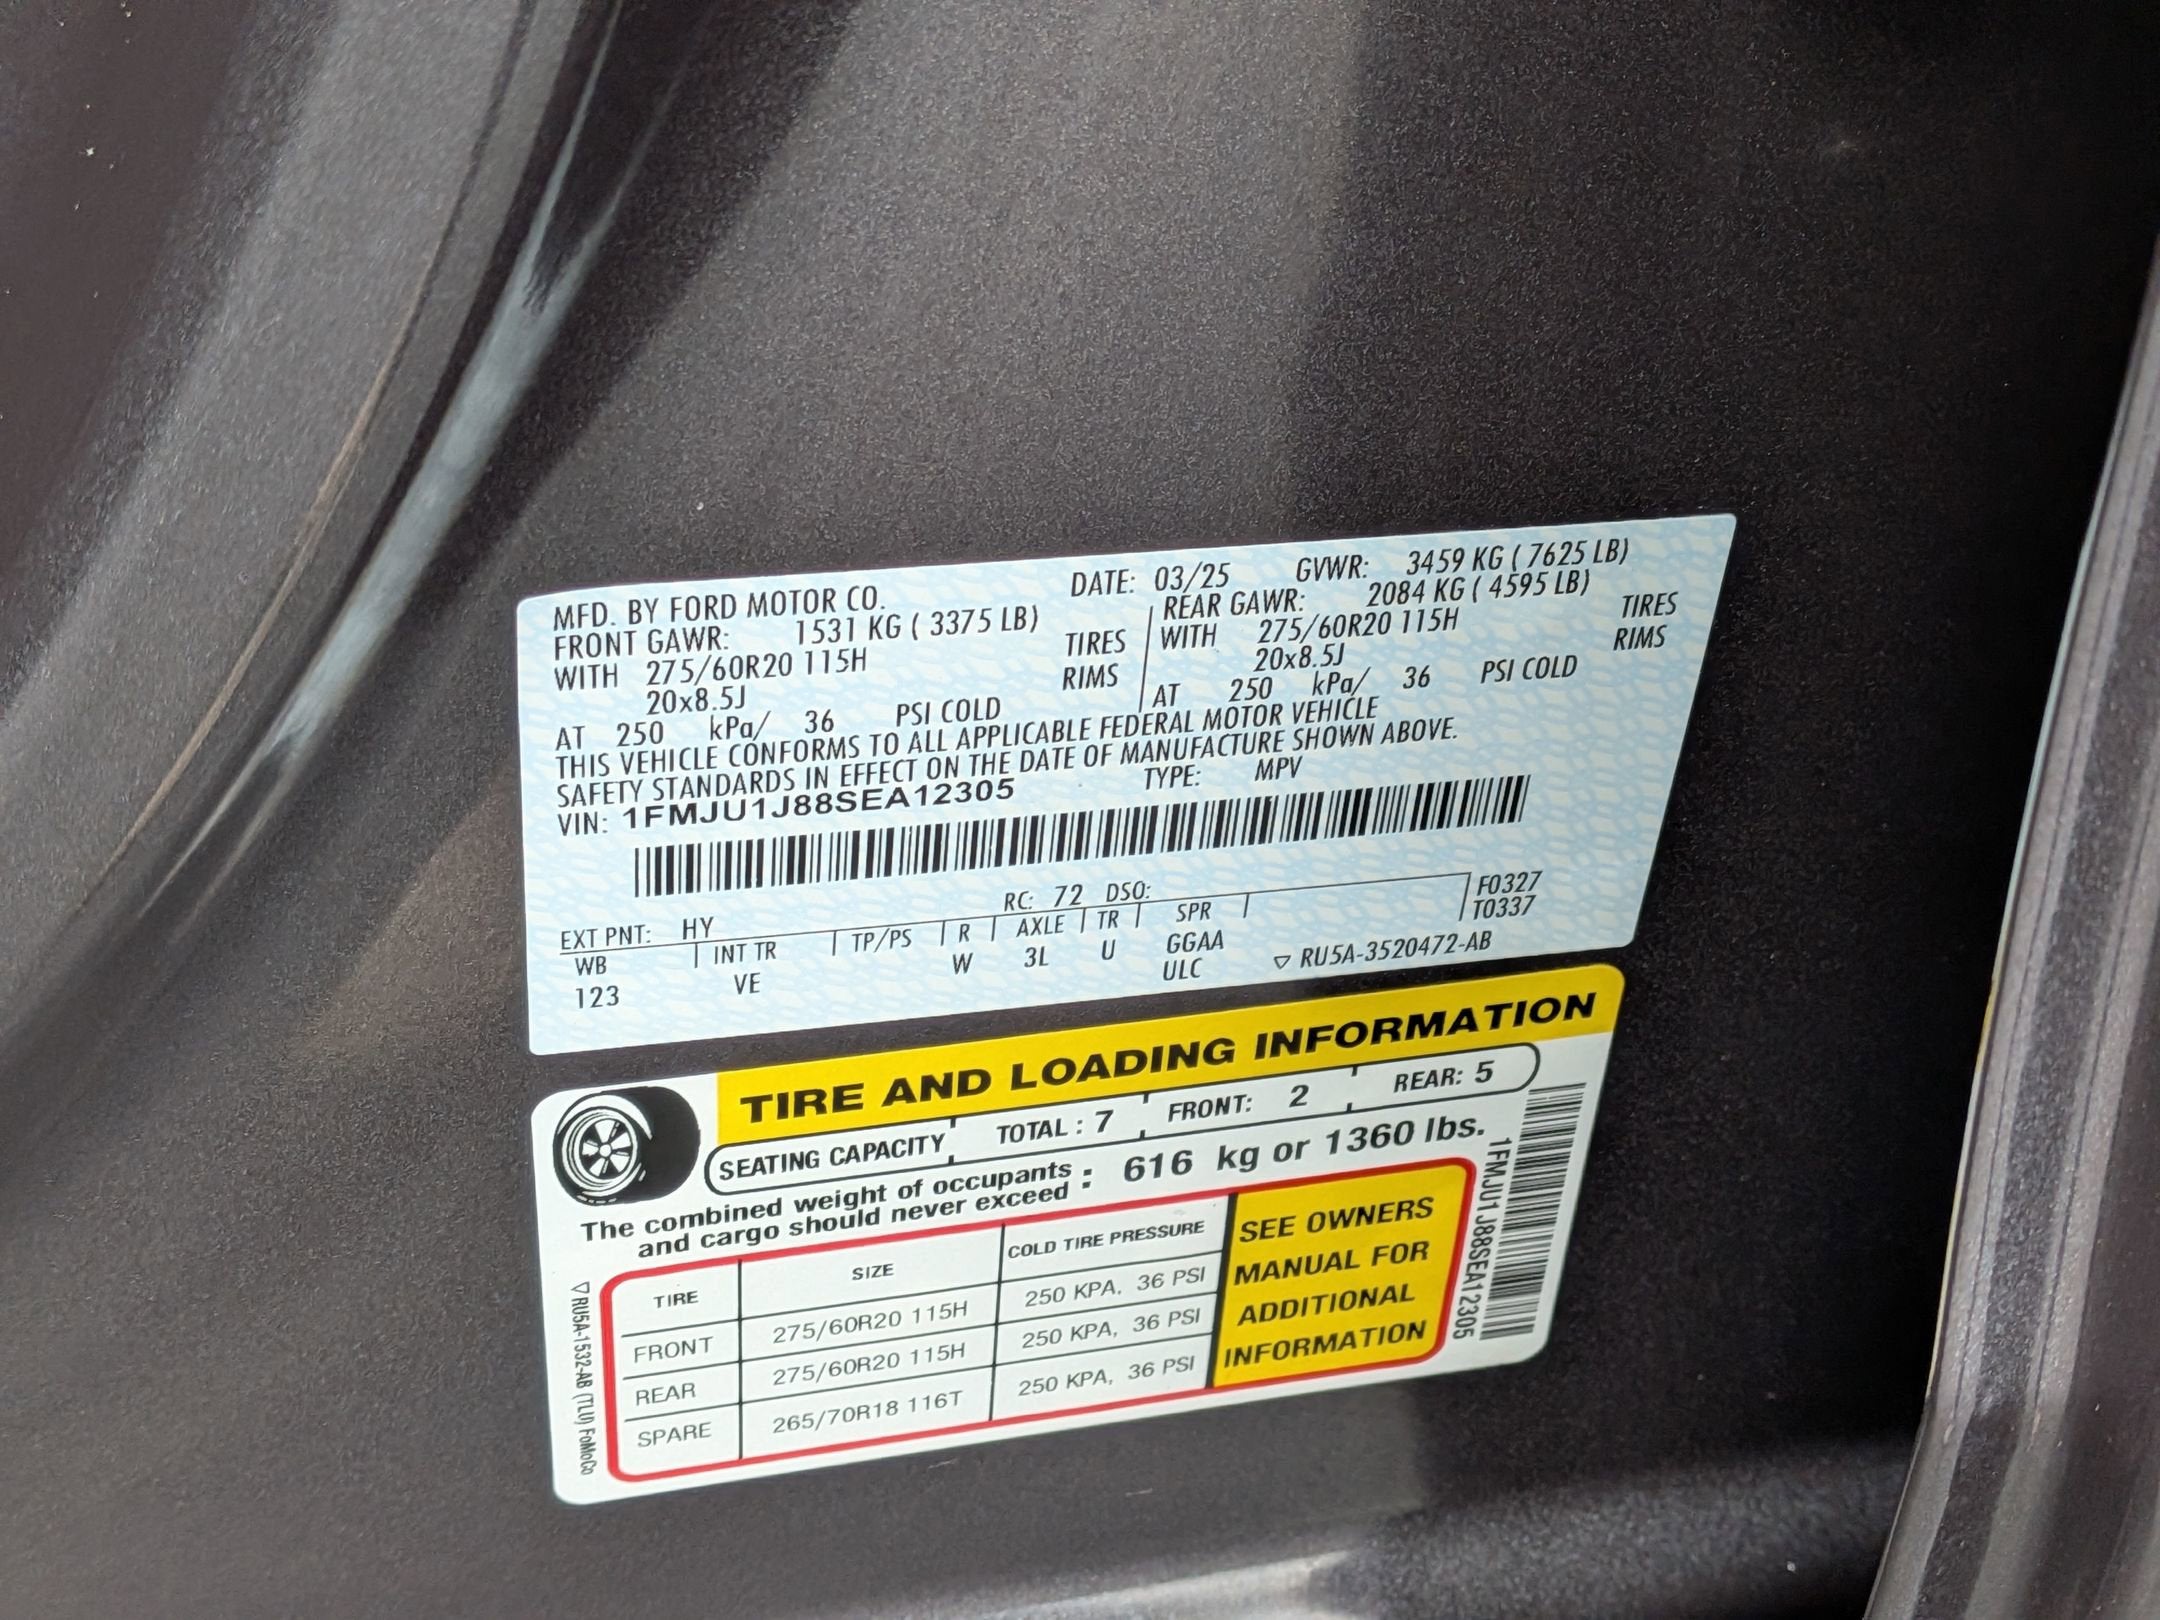 MFD. BY FORD MOTOR CO. DATE: 03/25 GVWR: 3459 KG ( 7625 LB)
FRONT GAWR: 1531 KG ( 3375 LB) REAR GAWR: 2084 KG ( 4595 LB)
WITH 275/60R20 115H TIRES WITH 275/60R20 115H TIRES
20x8.5J RIMS 20x8.5J RIMS
AT 250 kPa/ 36 PSI COLD AT 250 kPa/ 36 PSI COLD
THIS VEHICLE CONFORMS TO ALL APPLICABLE FEDERAL MOTOR VEHICLE
SAFETY STANDARDS IN EFFECT ON THE DATE OF MANUFACTURE SHOWN ABOVE.
VIN: 1FMJU1J88SEA12305 TYPE: MPV
F0327
T0337
EXT PNT: HY RC: 72 DSO:
WB INT TR TP/PS R AXLE TR SPR
123 VE W 3L U GGAA
ULC ▽ RU5A-3520472-AB
TIRE AND LOADING INFORMATION
SEATING CAPACITY TOTAL : 7 FRONT: 2 REAR: 5
The combined weight of occupants
and cargo should never exceed : 616 kg or 1360 lbs.
TIRE SIZE COLD TIRE PRESSURE
FRONT 275/60R20 115H 250 KPA, 36 PSI
REAR 275/60R20 115H 250 KPA, 36 PSI
SPARE 265/70R18 116T 250 KPA, 36 PSI
SEE OWNERS
MANUAL FOR
ADDITIONAL
INFORMATION
1FMJU1J88SEA12305
▽ RU5A-1532-AB (TLU) FoMoCo